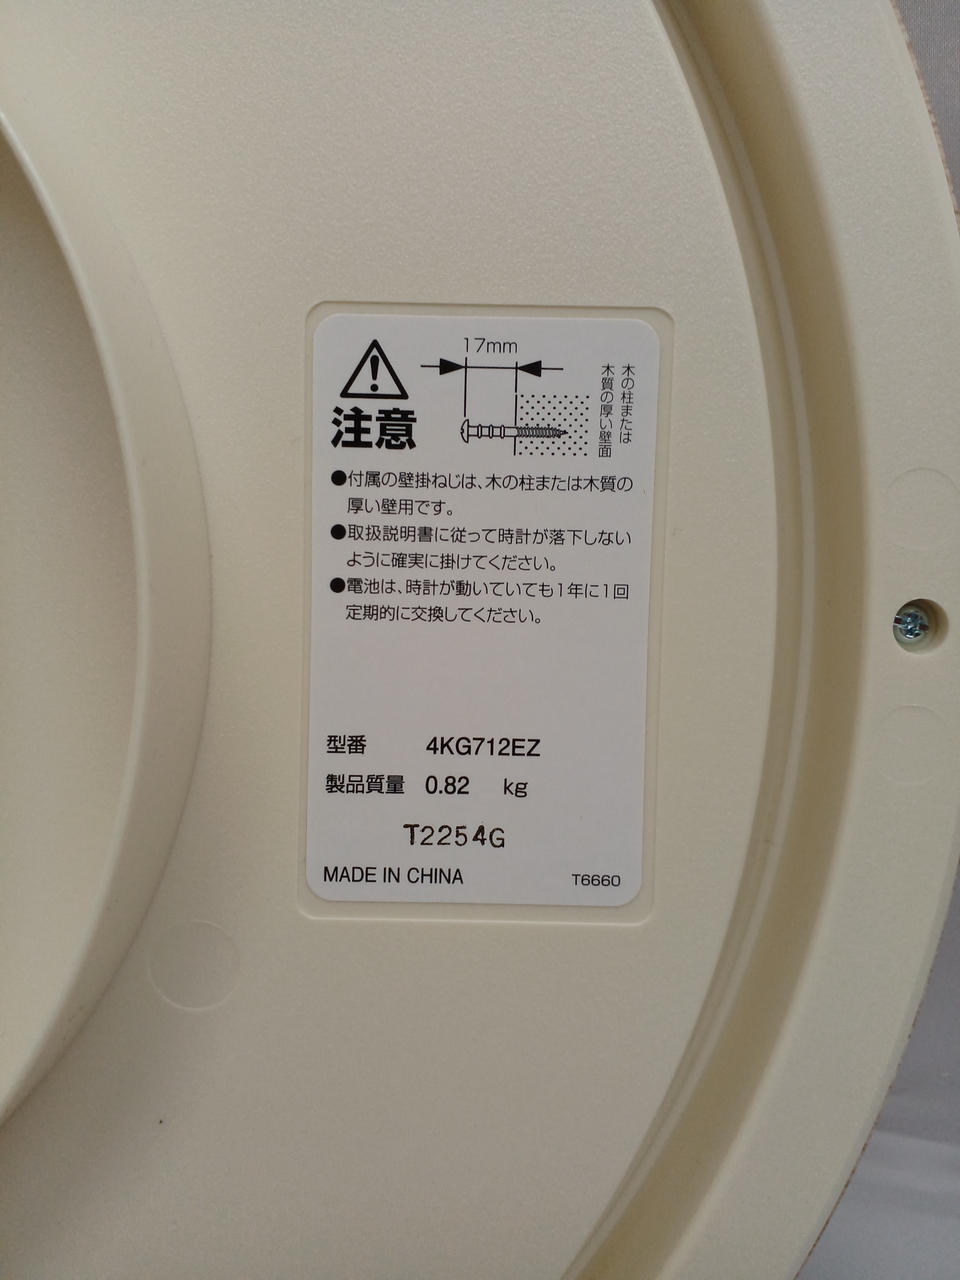 17mm
木の柱または
木質の厚い壁面
注意
●付属の壁掛ねじは、木の柱または木質の
厚い壁用です。
●取扱説明書に従って時計が落下しない
ように確実に掛けてください。
●電池は、時計が動いていても1年に1回
定期的に交換してください。
型番 4KG712EZ
製品質量 0.82 kg
T2254G
MADE IN CHINA T6660